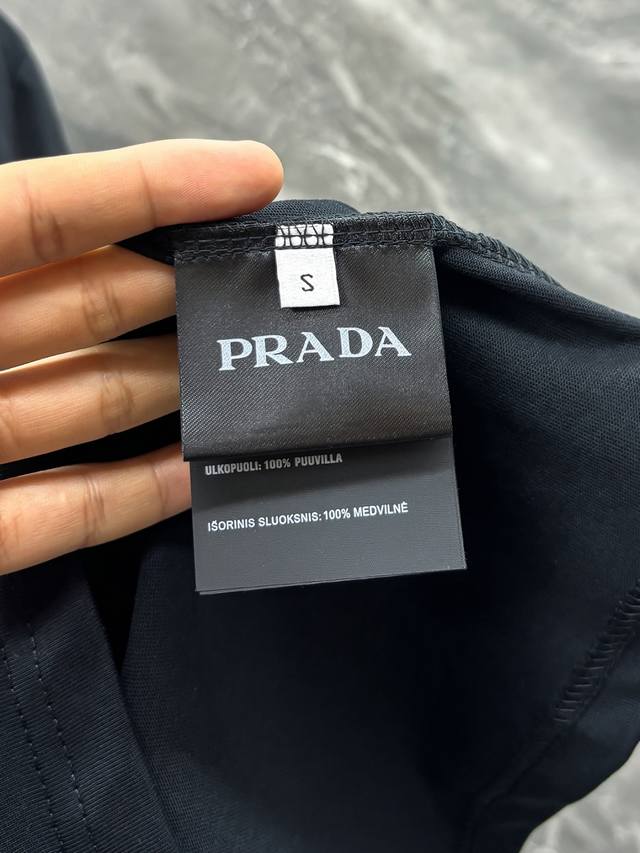 S
PRADA
ULKOPUOLI: 100% PUUVILLA
IŠORINIS SLUOKSNIS: 100% MEDVILNĖ